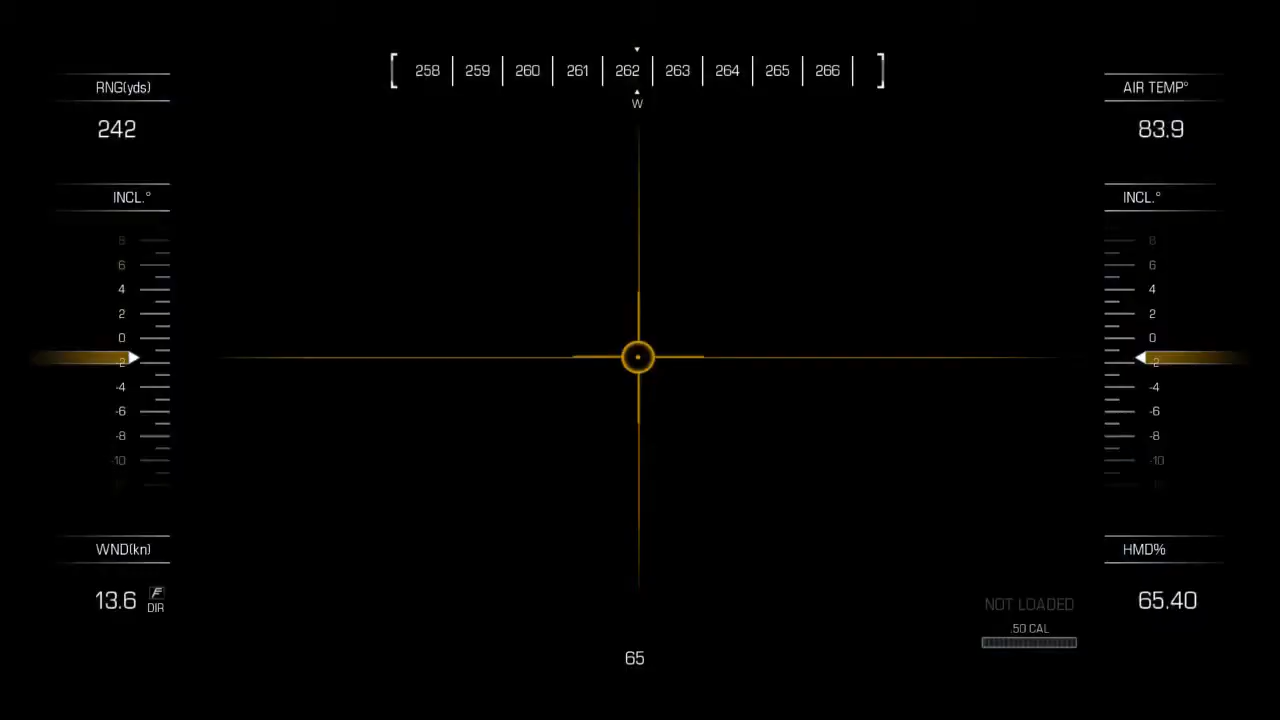 258 259 260 261 262 263 264 265 266
W
RNG(yds)
242
INCL.°
8
6
4
2
0
-2
-4
-6
-8
-10
WND(kn)
13.6 F
DIR
65
AIR TEMP°
83.9
INCL.°
8
6
4
2
0
-2
-4
-6
-8
-10
HMD%
65.40
NOT LOADED
.50 CAL